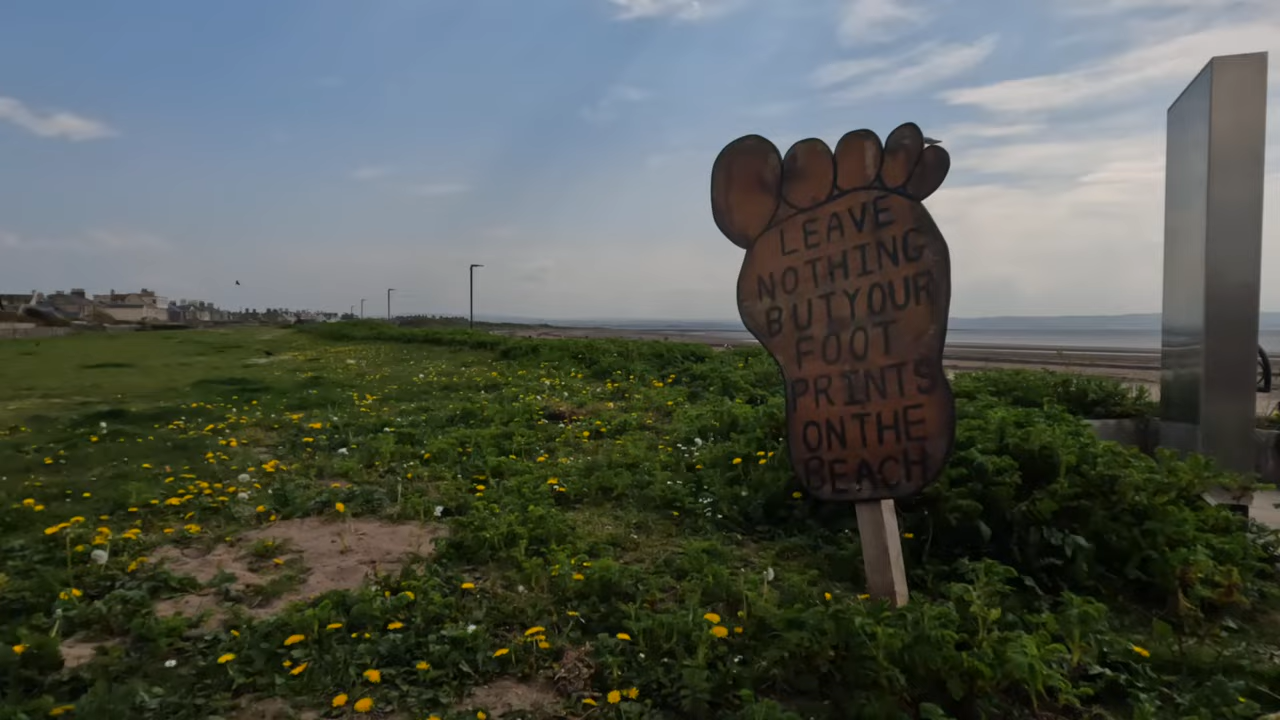 LEAVE
NOTHING
BUT YOUR
FOOT
PRINTS
ON THE
BEACH